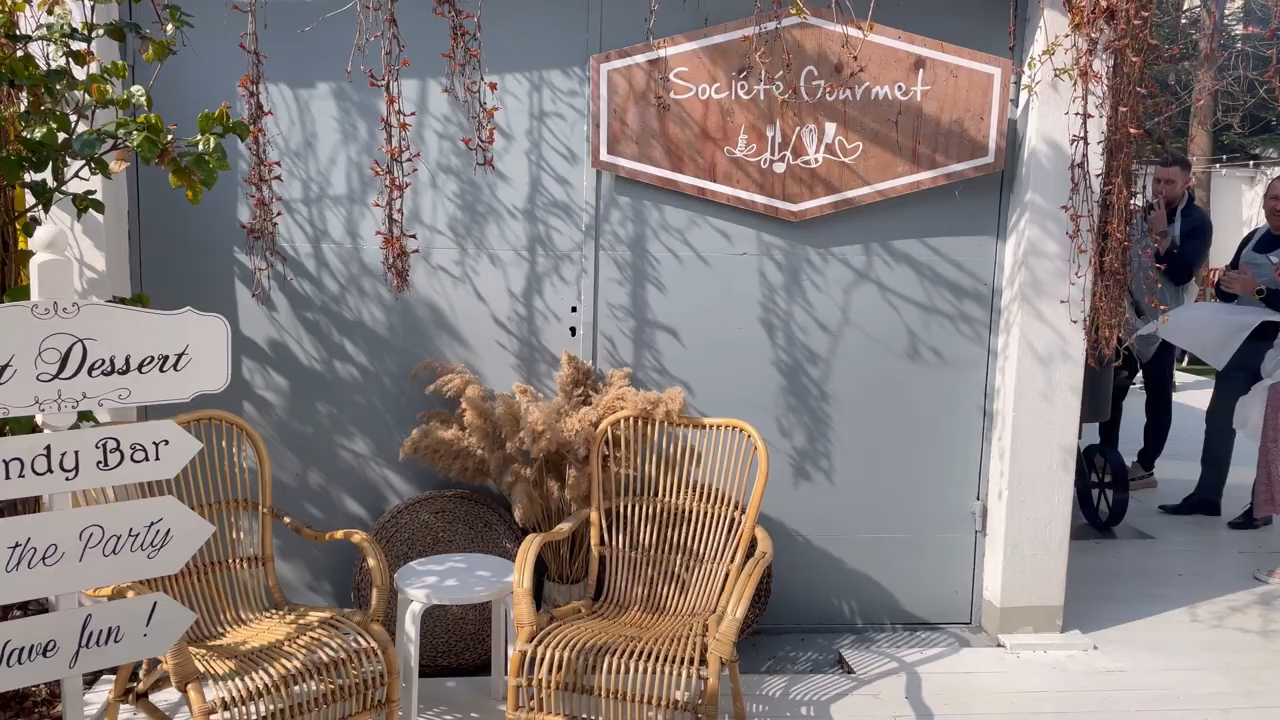 Société Gourmet
t Dessert
ndy Bar
the Party
Have fun !